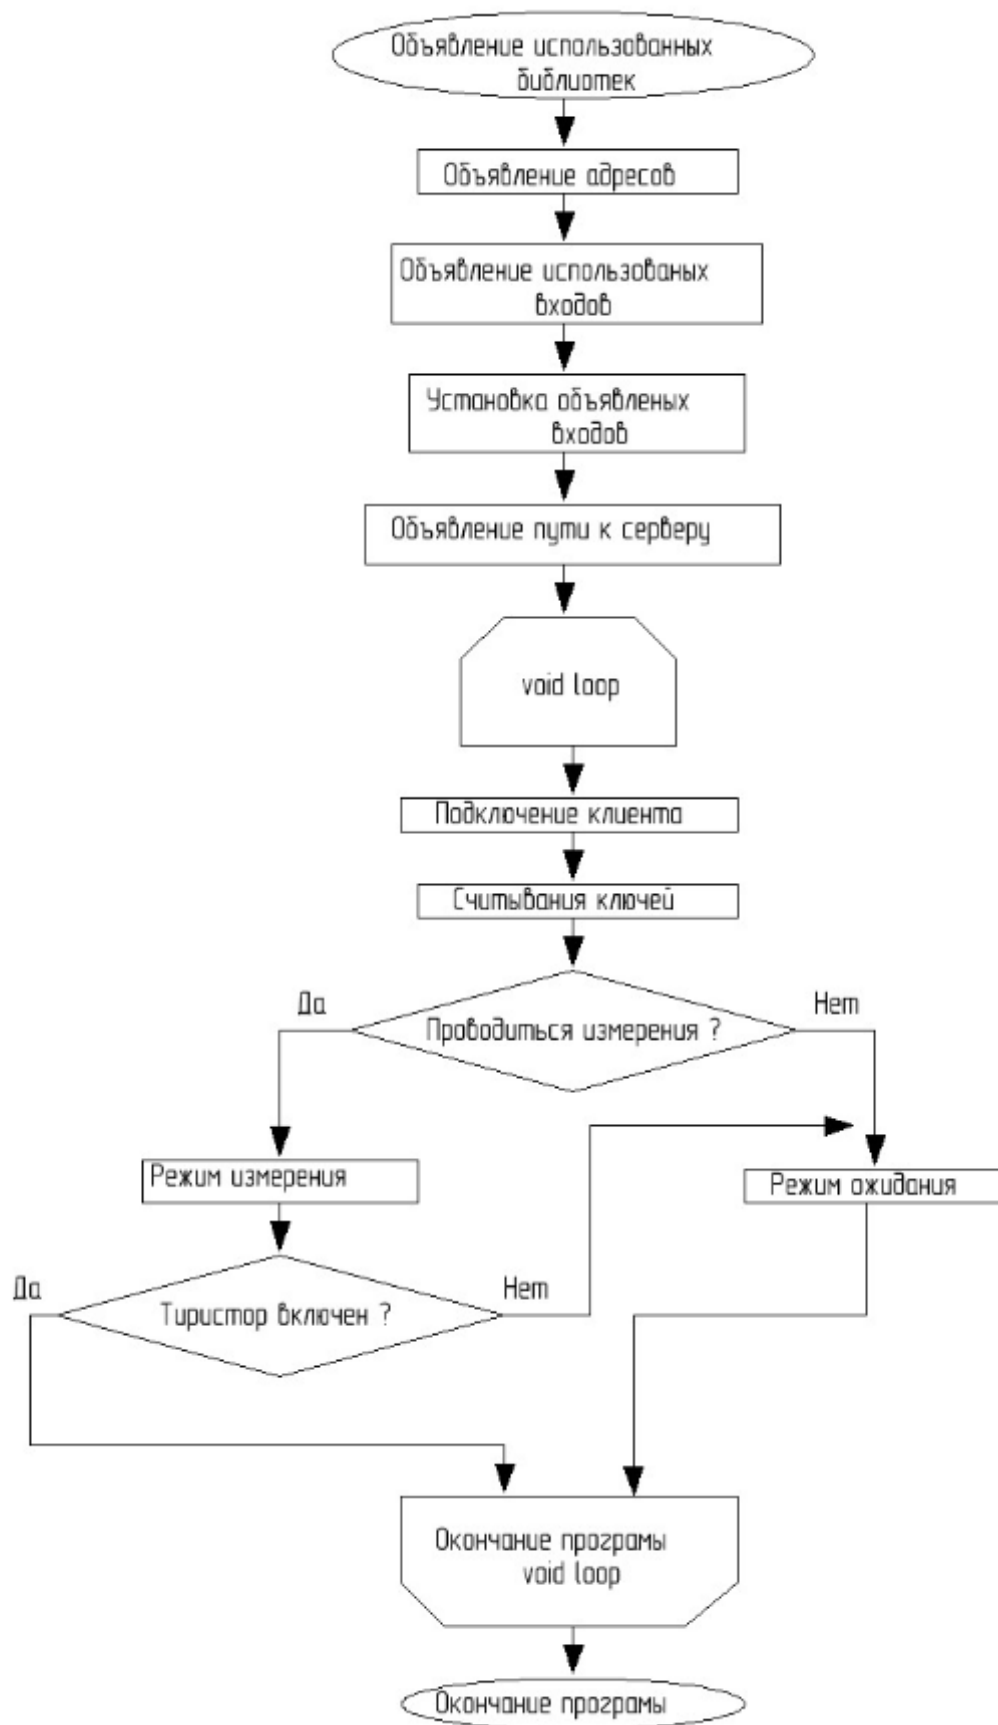 Объявление использованных
библиотек
Объявление адресов
Объявление использованых
входов
Установка объявленых
входов
Объявление пути к серверу
void loop
Подключение клиента
Считывания ключей
Да
Нет
Проводиться измерения ?
Режим измерения
Режим ожидания
Да
Нет
Тиристор включен ?
Окончание програмы
void loop
Окончание програмы